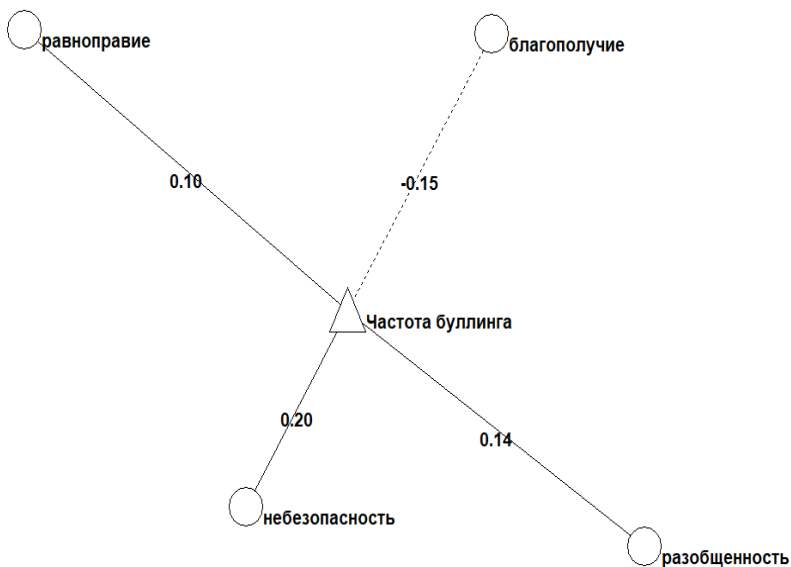 равноправие
благополучие
0.10
-0.15
Частота буллинга
0.20
0.14
небезопасность
разобщенность